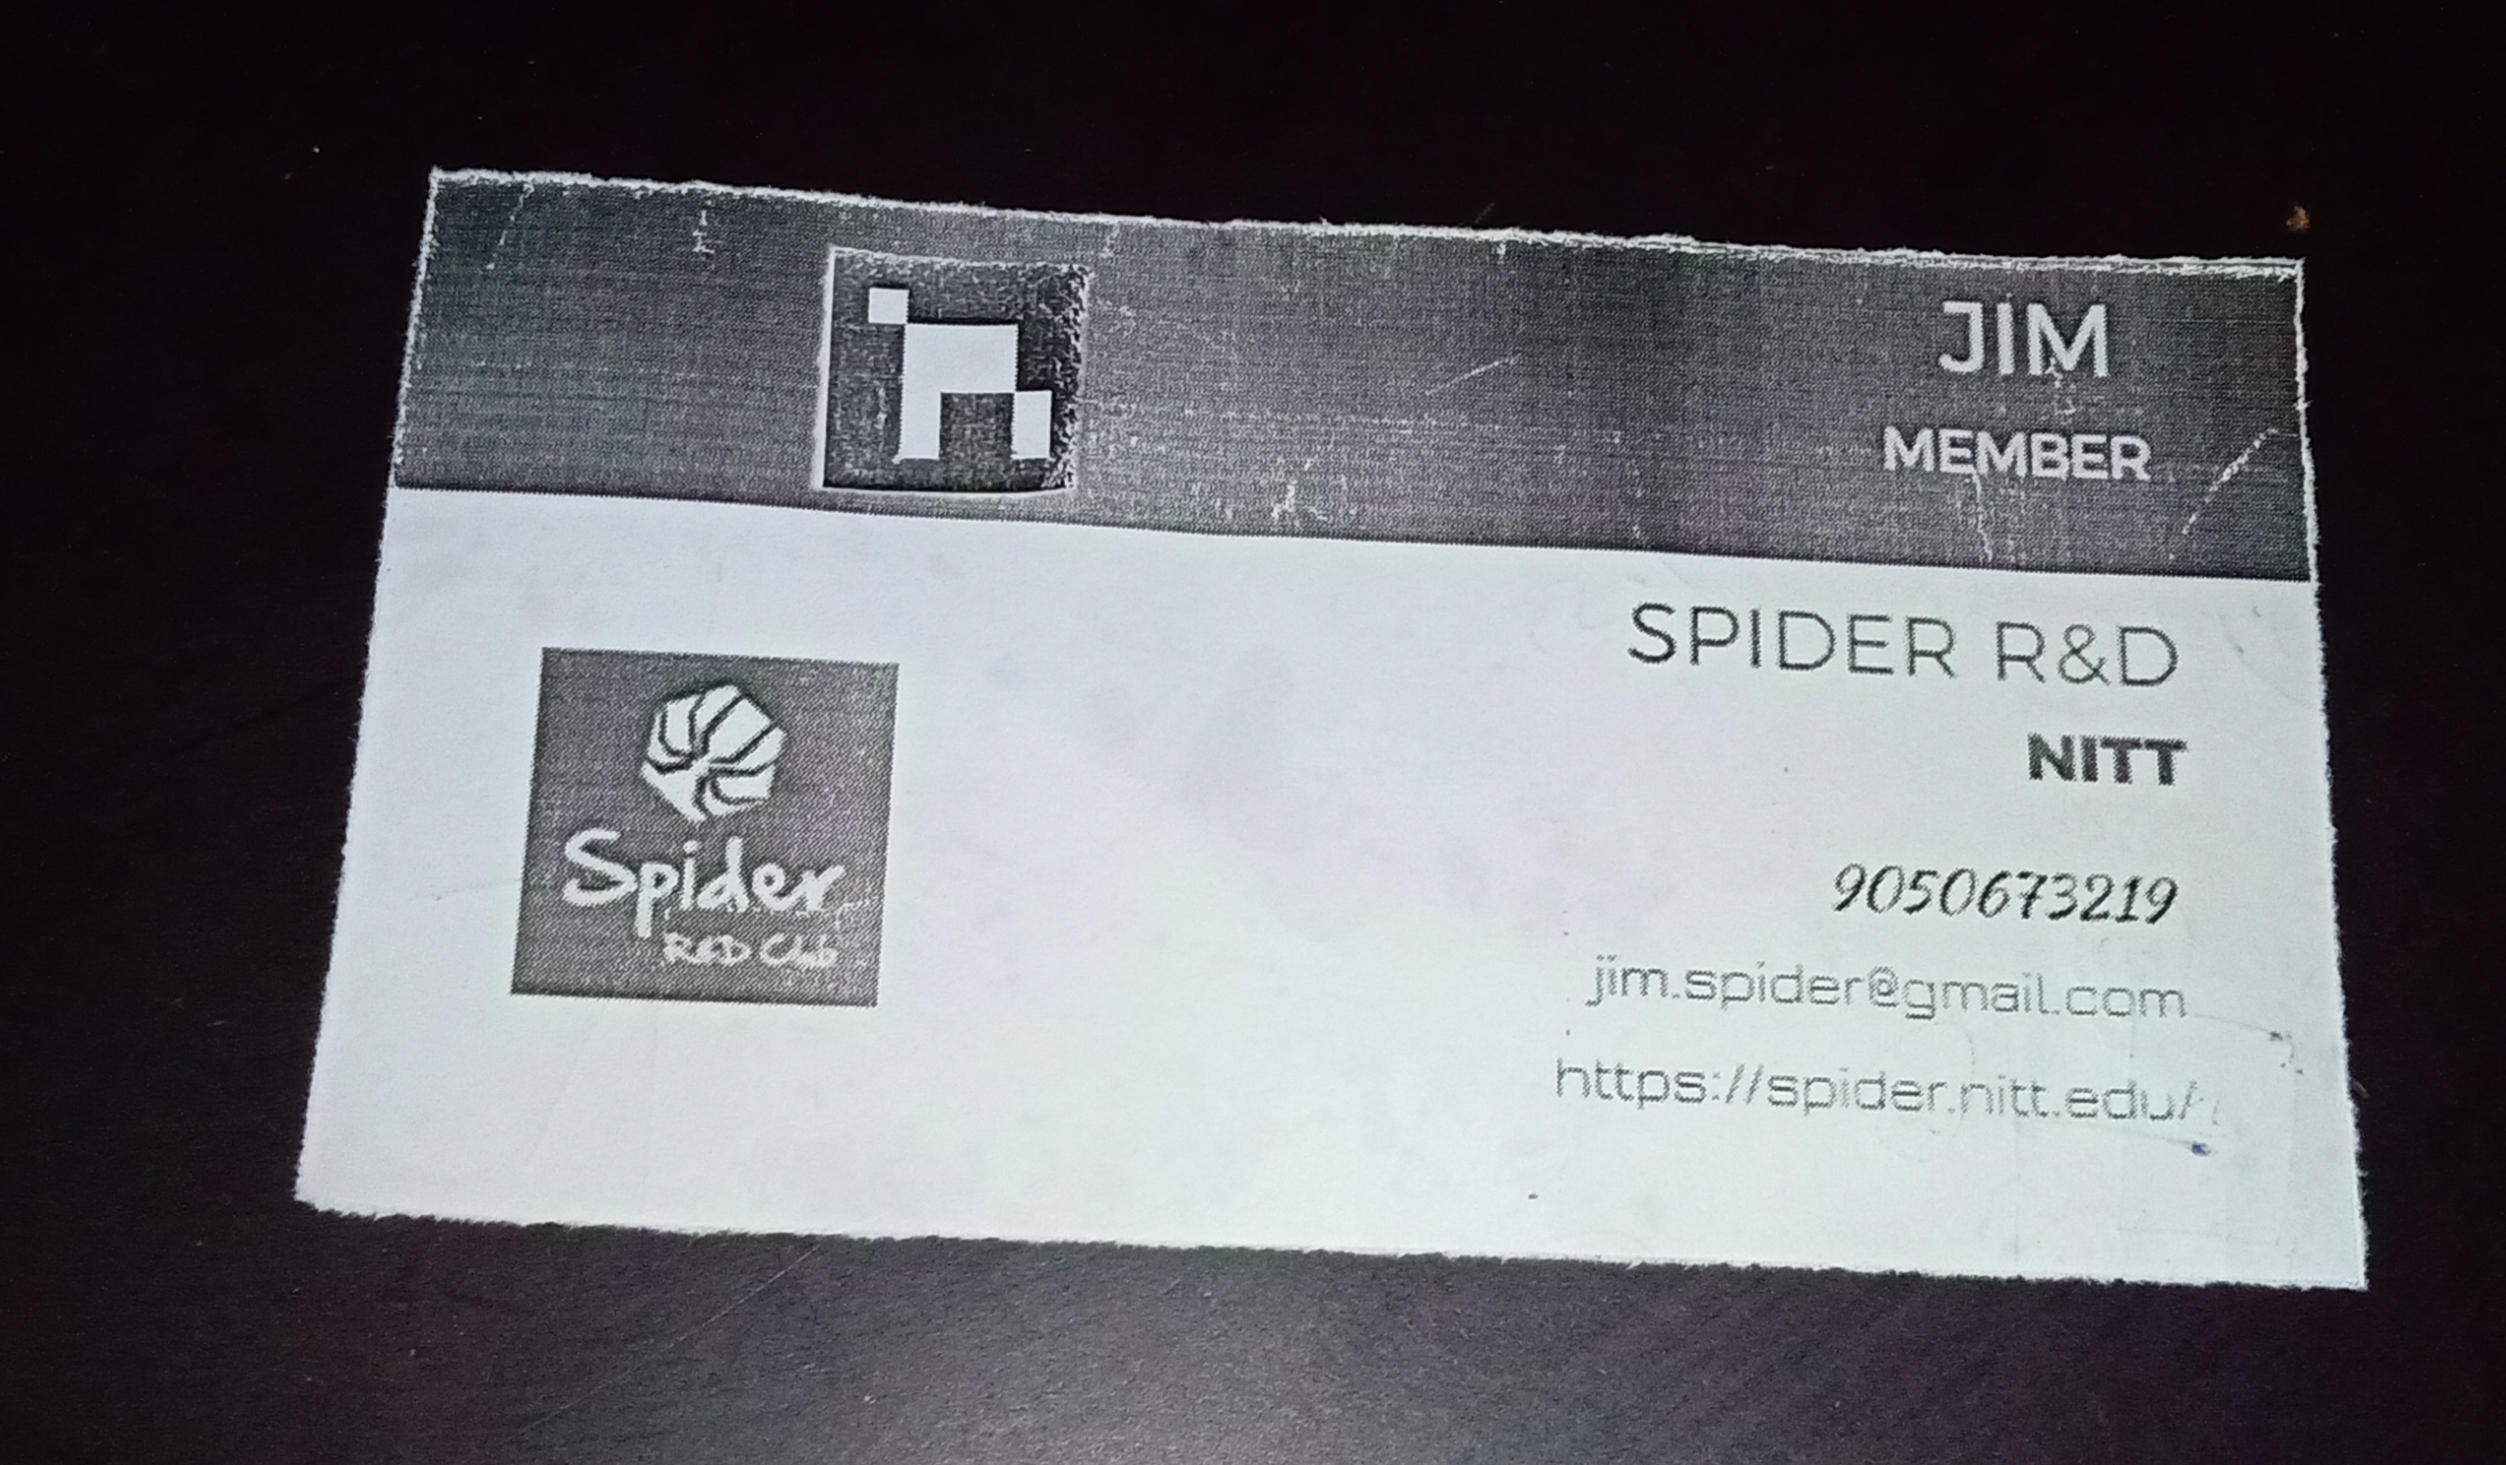 JIM
MEMBER
SPIDER R&D
NITT
Spider
R&D Club
9050673219
jim.spider@gmail.com
https://spider.nitt.edu/